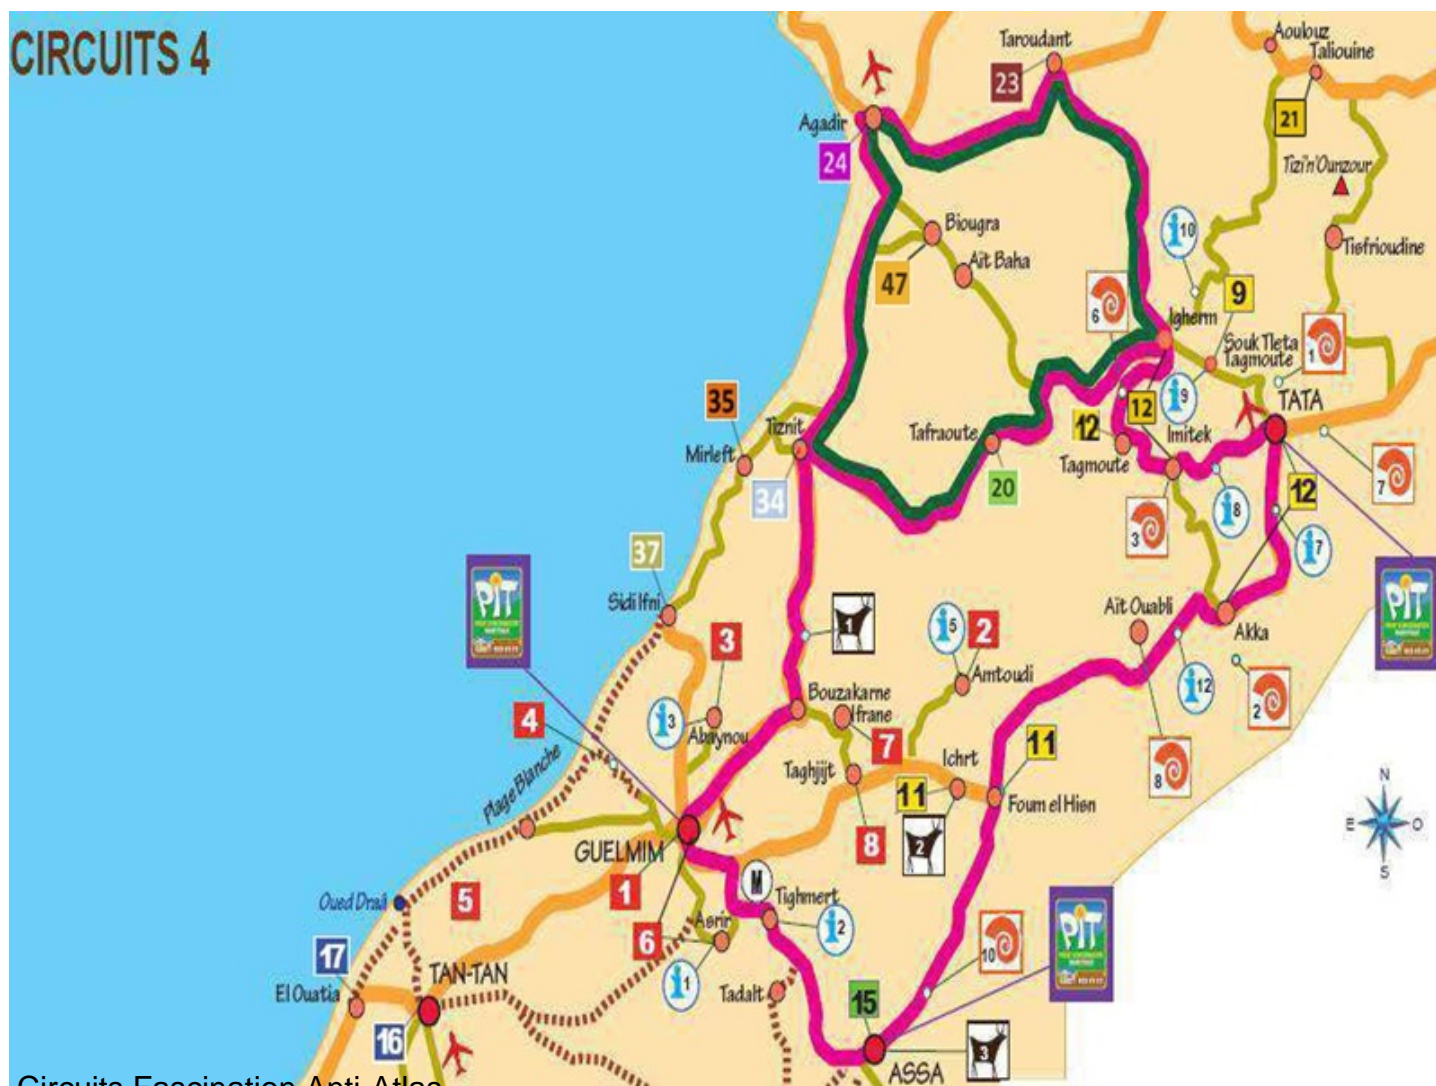 CIRCUITS 4
Taroudant
23
Aoulouz
Taliouine
21
Agadir
24
Tizi'n'Ounzour
Biougra
Aït Baha
47
10
Tisfrioudine
9
6
Igherm
Souk Tleta
Tagmoute
1
9
TATA
35
Tiznit
Mirleft
34
Tafraoute
20
12
12
Imitek
Tagmoute
12
7
3
8
7
37
Sidi Ifni
PIT
PIT
3
1
5
2
Aït Ouabli
Akka
Amtoudi
12
2
4
3
Abaynou
Bouzakarne
Ifrane
7
Taghjijt
Ichrt
11
11
Foum el Hisn
8
Plage Blanche
8
2
GUELMIM
1
M
Tighmert
N
E
O
S
Oued Draâ
5
6
Asrir
2
10
PIT
17
TAN-TAN
El Ouatia
1
Tadalt
15
16
3
ASSA
Circuits Fascination Anti-Atlas